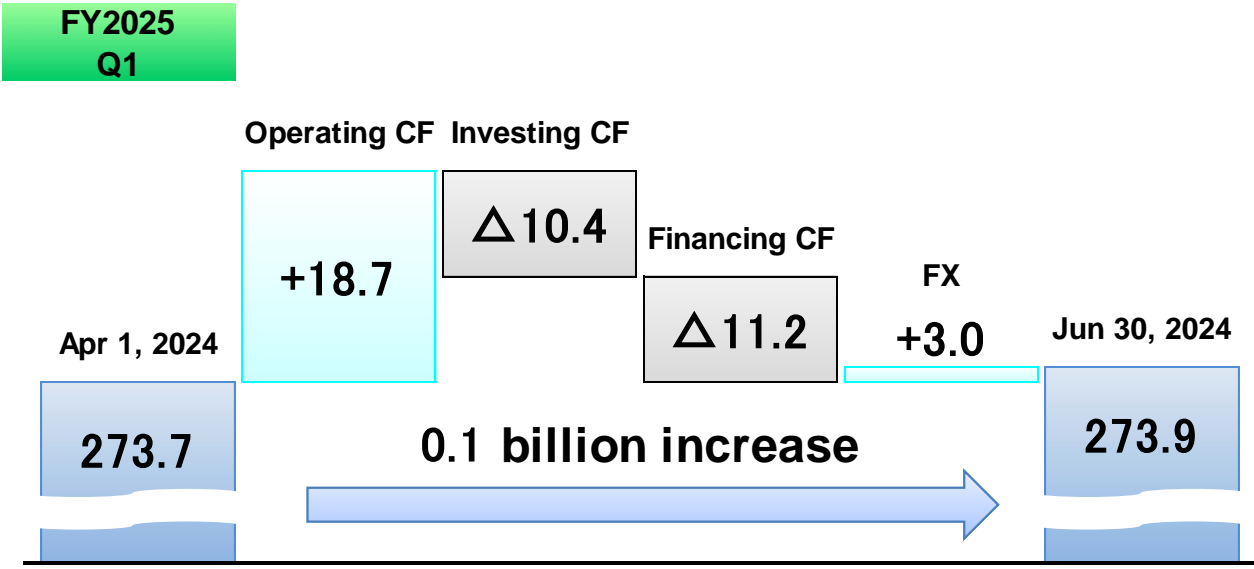 FY2025
Q1
Operating CF
Investing CF
+18.7
△10.4
Financing CF
△11.2
FX
+3.0
Apr 1, 2024
273.7
Jun 30, 2024
273.9
0.1 billion increase